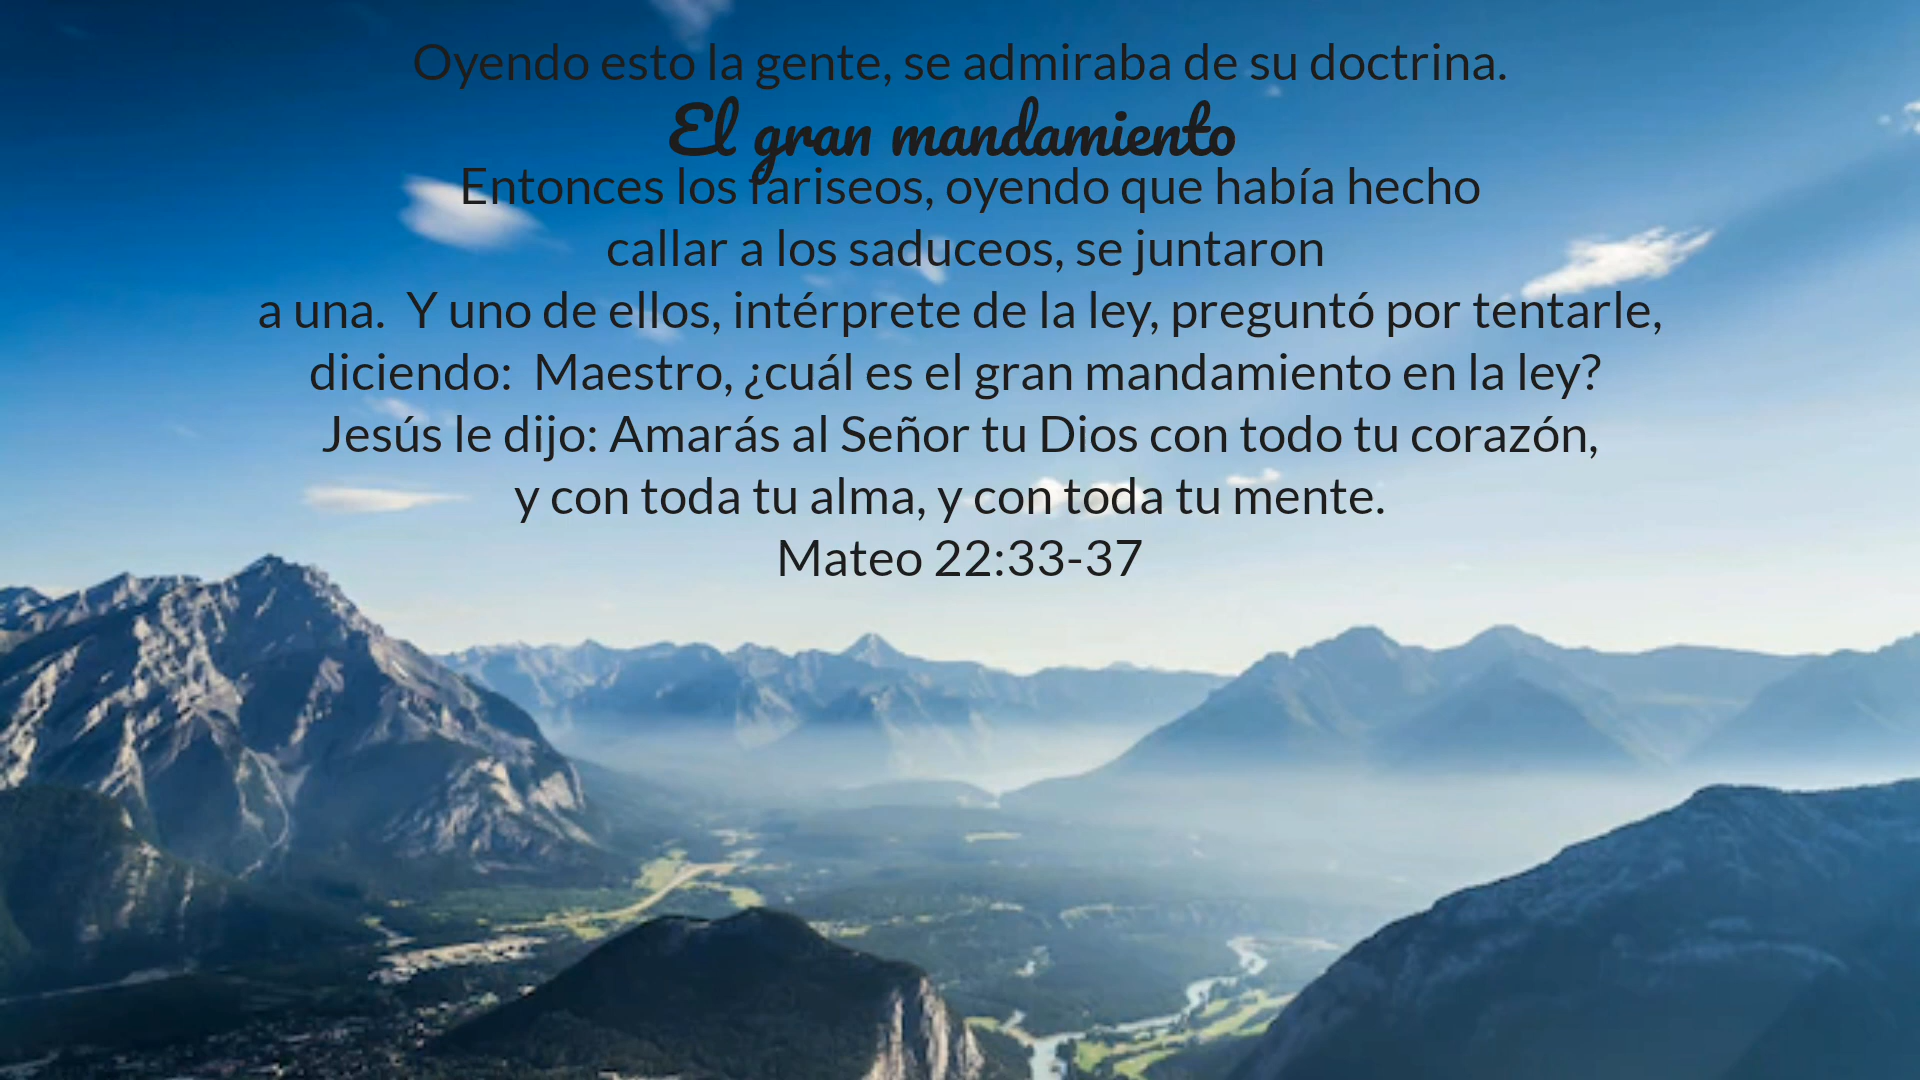 Oyendo esto la gente, se admiraba de su doctrina.
El gran mandamiento
Entonces los fariseos, oyendo que había hecho
callar a los saduceos, se juntaron
a una.  Y uno de ellos, intérprete de la ley, preguntó por tentarle,
diciendo:  Maestro, ¿cuál es el gran mandamiento en la ley?
Jesús le dijo: Amarás al Señor tu Dios con todo tu corazón,
y con toda tu alma, y con toda tu mente.
Mateo 22:33-37